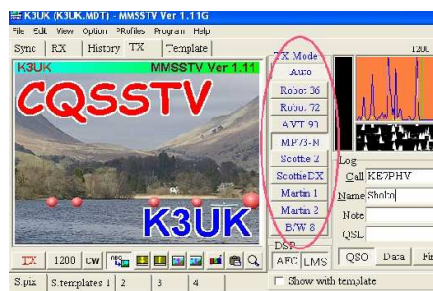 K3UK (K3UK.MDT) - MMSSTV Ver 1.11G
File Edit View Option PRofiles Program Help
Sync RX History TX Template
K3UK MMSSTV Ver 1.11
CQSSTV
K3UK
TX 1200 CW
S.pix S.templates 1 2 3 4
TX Mode
Auto
Robot 36
Robot 72
AVT 90
MP73-N
Scottie 2
ScottieDX
Martin 1
Martin 2
B/W 8
DSP
AFC LMS
1200
Log
Call KE7PHV
Name Sholto
Note
QSL
QSO Data
Show with template